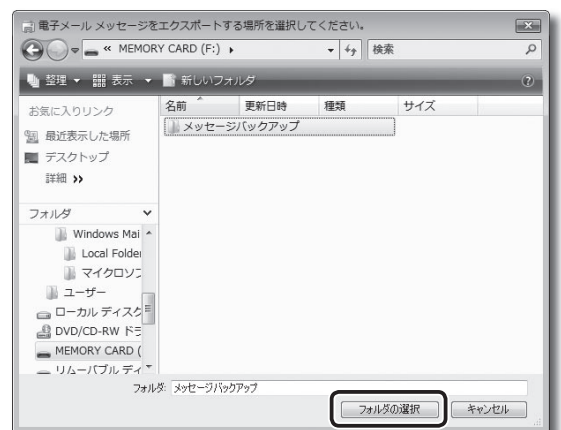 電子メール メッセージをエクスポートする場所を選択してください。
« MEMORY CARD (F:) 検索
整理 表示 新しいフォルダ
お気に入りリンク
名前 更新日時 種類 サイズ
最近表示した場所
メッセージバックアップ
デスクトップ
詳細 »
フォルダ
Windows Mai
Local Folder
マイクロソフ
ユーザー
ローカル ディスク
DVD/CD-RW ドラ
MEMORY CARD (
リムーバブル ディ
フォルダ: メッセージバックアップ
フォルダの選択 キャンセル